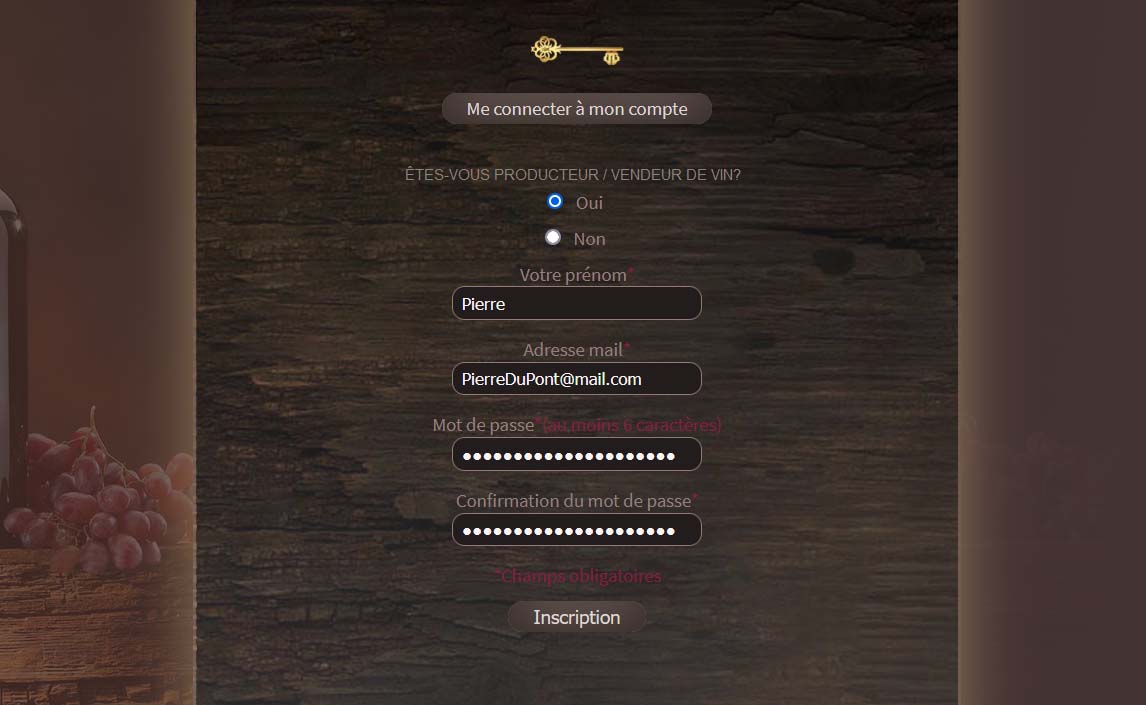 Me connecter à mon compte
ÊTES-VOUS PRODUCTEUR / VENDEUR DE VIN?
Oui
Non
Votre prénom*
Pierre
Adresse mail*
PierreDuPont@mail.com
Mot de passe*(au moins 6 caractères)
●●●●●●●●●●●●●●●●●●●●●
Confirmation du mot de passe*
●●●●●●●●●●●●●●●●●●●●●
*Champs obligatoires
Inscription